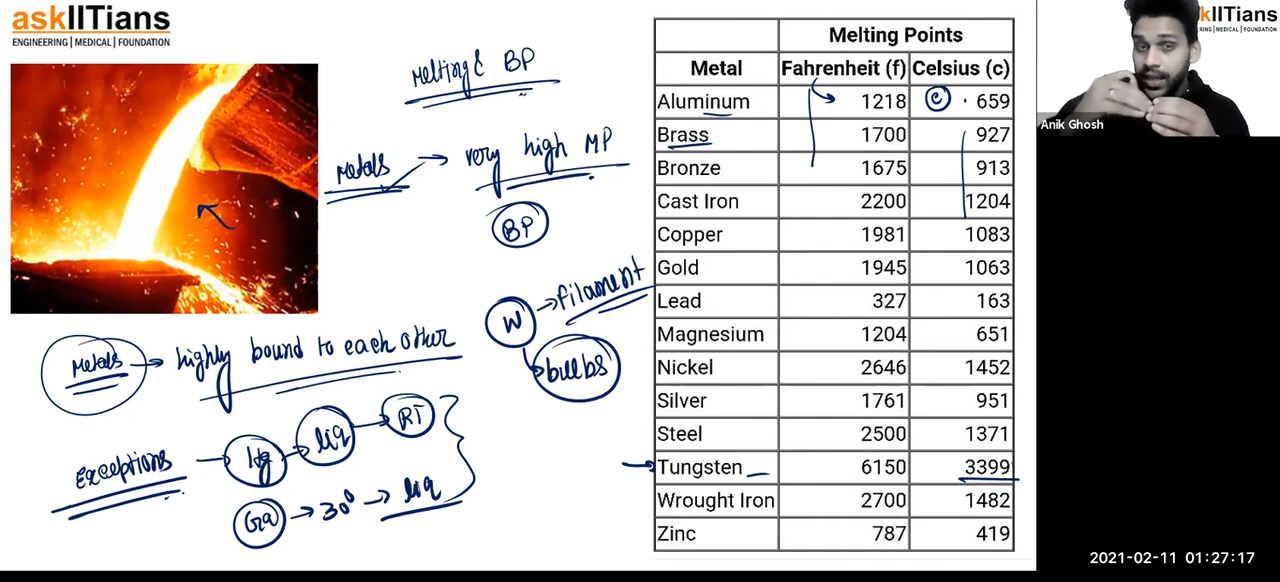 askIITians
ENGINEERING | MEDICAL | FOUNDATION
Melting & BP
Metals → very high MP
BP
W → filament
bulbs
Metals → highly bound to each other
Exceptions → Hg → liq → RT
Ga → 30° → liq
Melting Points
Metal Fahrenheit (f) Celsius (c)
Aluminum 1218 659
Brass 1700 927
Bronze 1675 913
Cast Iron 2200 1204
Copper 1981 1083
Gold 1945 1063
Lead 327 163
Magnesium 1204 651
Nickel 2646 1452
Silver 1761 951
Steel 2500 1371
Tungsten 6150 3399
Wrought Iron 2700 1482
Zinc 787 419
kIITians
RING | MEDICAL | FOUNDATION
Anik Ghosh
2021-02-11 01:27:17